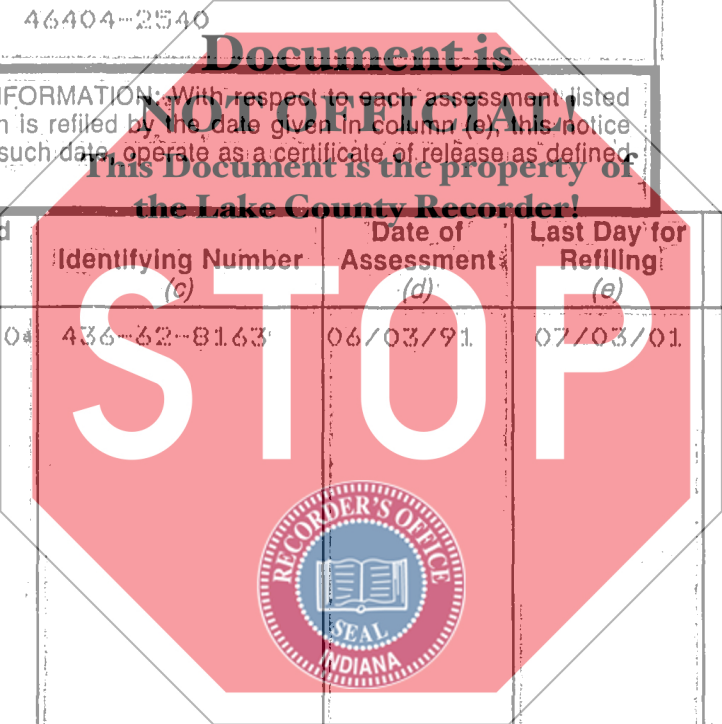 46404-2540
Document is
INFORMATION: With respect to each assessment listed
NOT OFFICIAL!
is refiled by the date given in column (e), this notice
such date, operate as a certificate of release as defined
This Document is the property of
the Lake County Recorder!
Identifying Number
(c)
Date of
Assessment
(d)
Last Day for
Refiling
(e)
436-62-8163 06/03/91 07/03/01
STOP
RECORDER'S OFFICE
SEAL
INDIANA